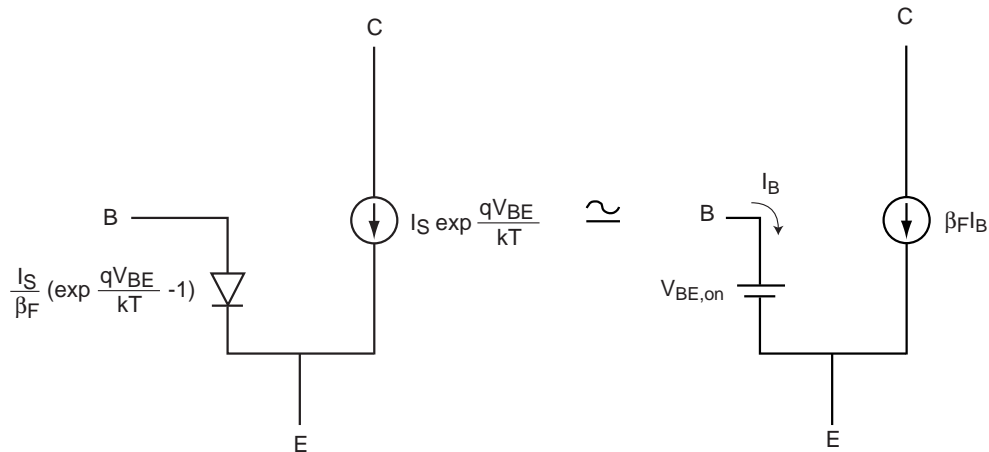 C
B
I_S/β_F (exp qV_BE/kT -1)
I_S exp qV_BE/kT
E
≃
C
I_B
B
V_BE,on
β_F I_B
E